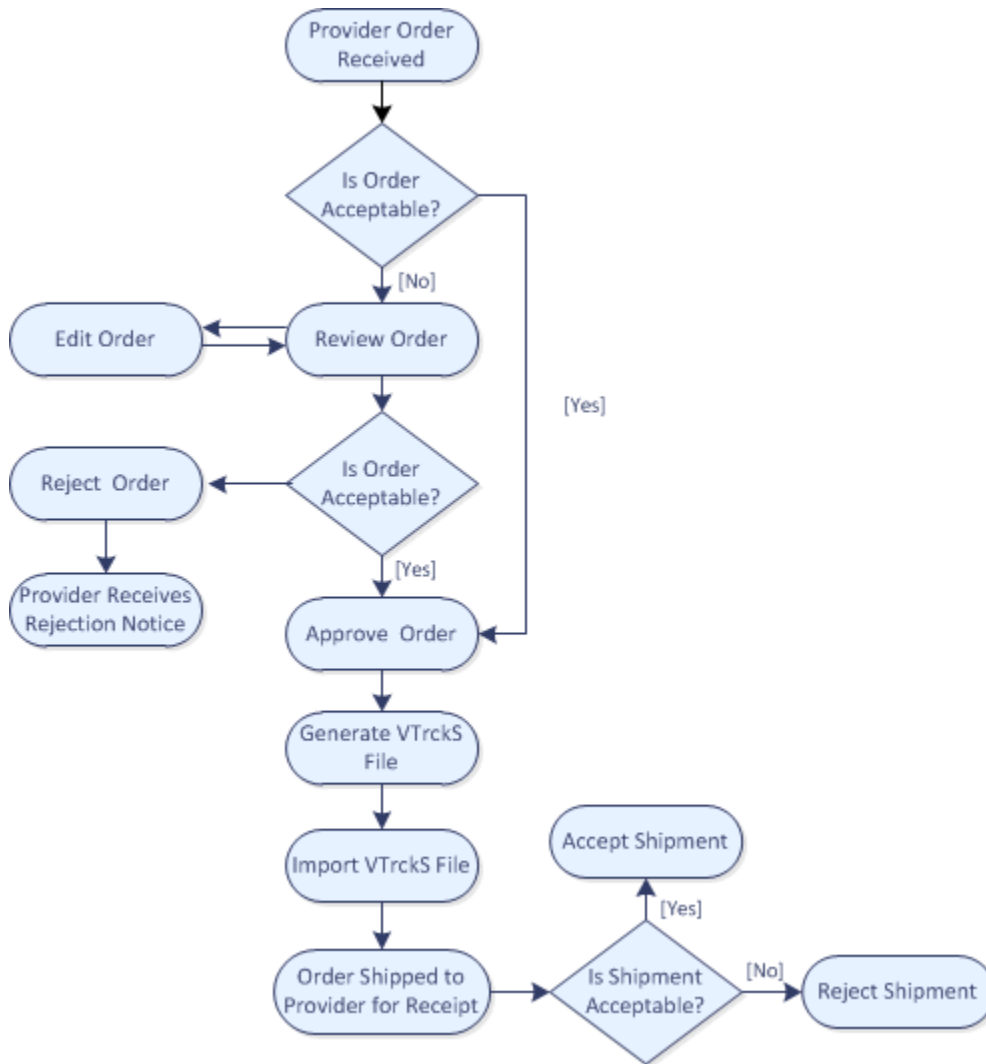 Provider Order
Received
Is Order
Acceptable?
[No]
Edit Order
Review Order
[Yes]
Reject  Order
Is Order
Acceptable?
[Yes]
Provider Receives
Rejection Notice
Approve  Order
Generate VTrckS
File
Accept Shipment
Import VTrckS File
[Yes]
Order Shipped to
Provider for Receipt
Is Shipment
Acceptable?
[No]
Reject Shipment